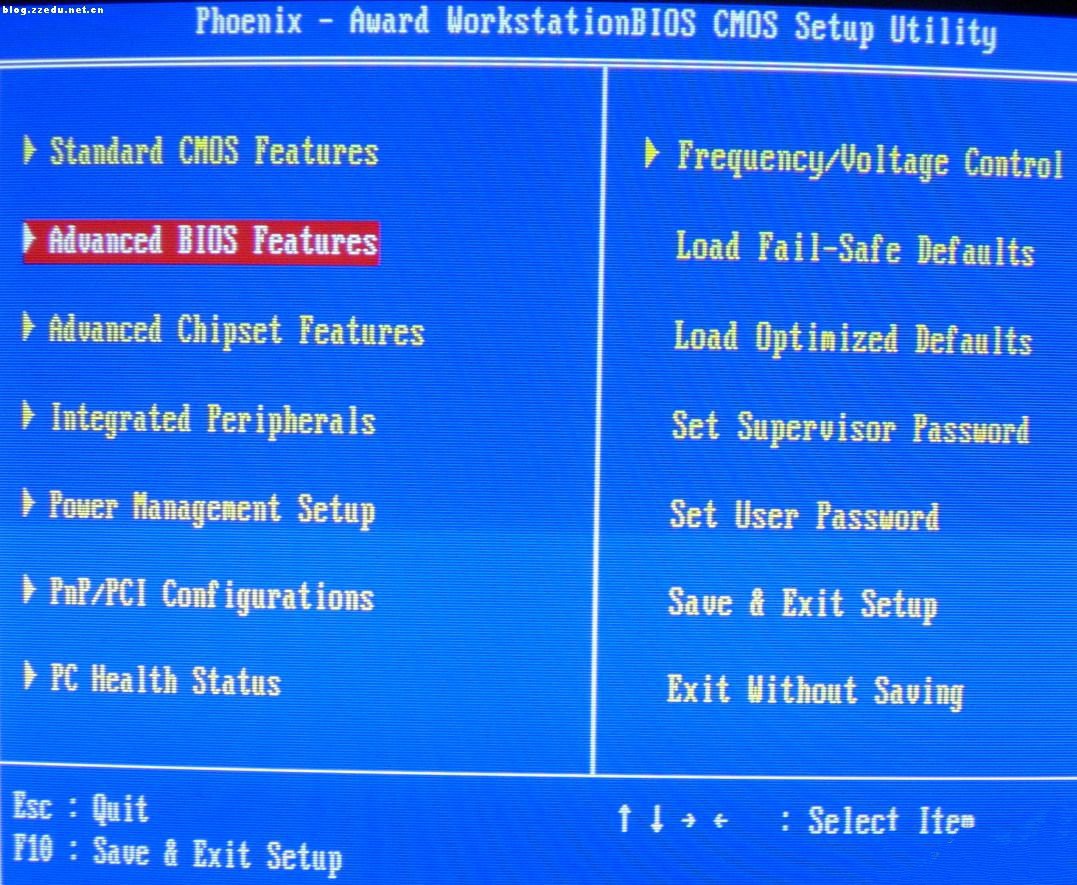 blog.zzedu.net.cn
Phoenix - Award WorkstationBIOS CMOS Setup Utility
Standard CMOS Features
Advanced BIOS Features
Advanced Chipset Features
Integrated Peripherals
Power Management Setup
PnP/PCI Configurations
PC Health Status
Frequency/Voltage Control
Load Fail-Safe Defaults
Load Optimized Defaults
Set Supervisor Password
Set User Password
Save & Exit Setup
Exit Without Saving
Esc : Quit
F10 : Save & Exit Setup
↑ ↓ → ← : Select Item